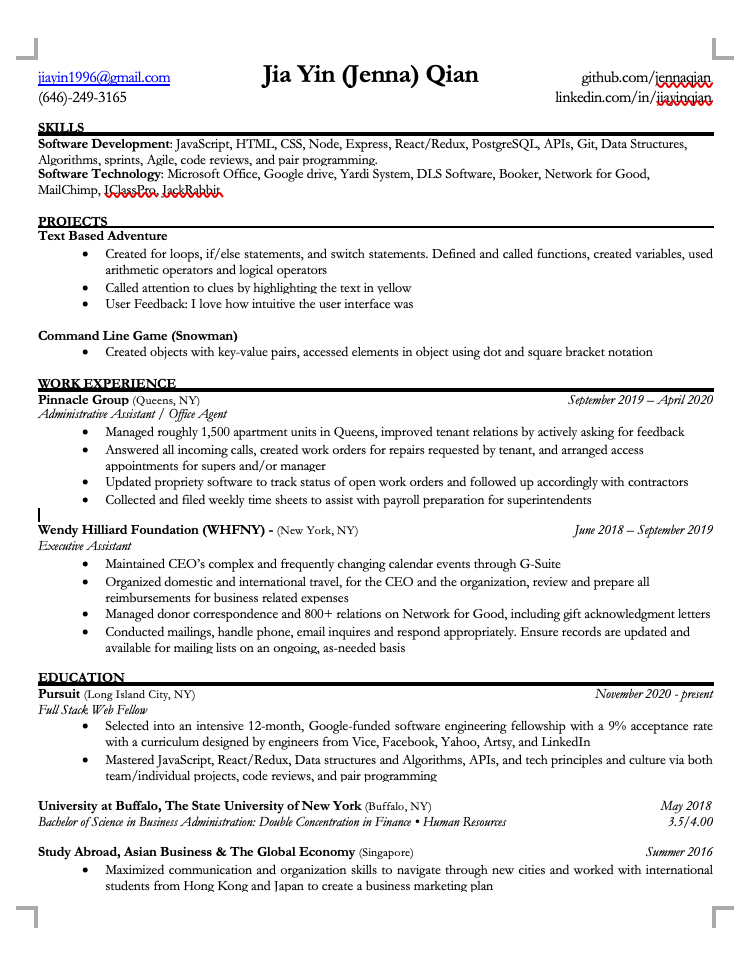 jiayin1996@gmail.com
Jia Yin (Jenna) Qian
github.com/jennaqian
(646)-249-3165
linkedin.com/in/jiayinqian
SKILLS
Software Development: JavaScript, HTML, CSS, Node, Express, React/Redux, PostgreSQL, APIs, Git, Data Structures,
Algorithms, sprints, Agile, code reviews, and pair programming.
Software Technology: Microsoft Office, Google drive, Yardi System, DLS Software, Booker, Network for Good,
MailChimp, IClassPro, JackRabbit
PROJECTS
Text Based Adventure
• Created for loops, if/else statements, and switch statements. Defined and called functions, created variables, used
arithmetic operators and logical operators
• Called attention to clues by highlighting the text in yellow
• User Feedback: I love how intuitive the user interface was
Command Line Game (Snowman)
• Created objects with key-value pairs, accessed elements in object using dot and square bracket notation
WORK EXPERIENCE
Pinnacle Group (Queens, NY) September 2019 – April 2020
Administrative Assistant / Office Agent
• Managed roughly 1,500 apartment units in Queens, improved tenant relations by actively asking for feedback
• Answered all incoming calls, created work orders for repairs requested by tenant, and arranged access
appointments for supers and/or manager
• Updated propriety software to track status of open work orders and followed up accordingly with contractors
• Collected and filed weekly time sheets to assist with payroll preparation for superintendents
Wendy Hilliard Foundation (WHFNY) - (New York, NY) June 2018 – September 2019
Executive Assistant
• Maintained CEO’s complex and frequently changing calendar events through G-Suite
• Organized domestic and international travel, for the CEO and the organization, review and prepare all
reimbursements for business related expenses
• Managed donor correspondence and 800+ relations on Network for Good, including gift acknowledgment letters
• Conducted mailings, handle phone, email inquires and respond appropriately. Ensure records are updated and
available for mailing lists on an ongoing, as-needed basis
EDUCATION
Pursuit (Long Island City, NY) November 2020 - present
Full Stack Web Fellow
• Selected into an intensive 12-month, Google-funded software engineering fellowship with a 9% acceptance rate
with a curriculum designed by engineers from Vice, Facebook, Yahoo, Artsy, and LinkedIn
• Mastered JavaScript, React/Redux, Data structures and Algorithms, APIs, and tech principles and culture via both
team/individual projects, code reviews, and pair programming
University at Buffalo, The State University of New York (Buffalo, NY) May 2018
Bachelor of Science in Business Administration: Double Concentration in Finance • Human Resources 3.5/4.00
Study Abroad, Asian Business & The Global Economy (Singapore) Summer 2016
• Maximized communication and organization skills to navigate through new cities and worked with international
students from Hong Kong and Japan to create a business marketing plan